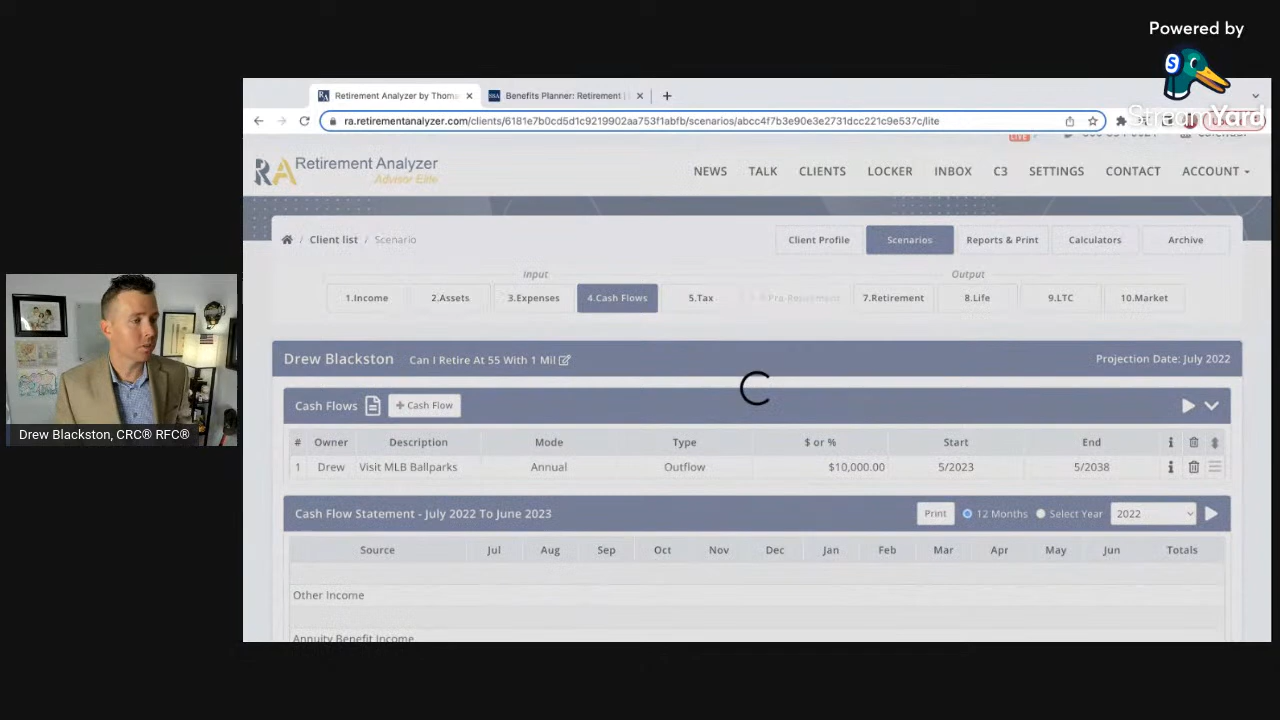 Powered by
StreamYard
Retirement Analyzer by Thom
Benefits Planner: Retirement
ra.retirementanalyzer.com/clients/6181e7b0cd5d1c9219902aa753f1abfb/scenarios/abcc4f7b3e90e3e2731dcc221c9e537c/lite
LIVE
Calendar
RA Retirement Analyzer
Advisor Elite
NEWS TALK CLIENTS LOCKER INBOX C3 SETTINGS CONTACT ACCOUNT
/ Client list / Scenario
Client Profile Scenarios Reports & Print Calculators Archive
Input Output
1.Income 2.Assets 3.Expenses 4.Cash Flows 5.Tax Pre-Retirement 7.Retirement 8.Life 9.LTC 10.Market
Drew Blackston Can I Retire At 55 With 1 Mil Projection Date: July 2022
Cash Flows + Cash Flow
# Owner Description Mode Type $ or % Start End
1 Drew Visit MLB Ballparks Annual Outflow $10,000.00 5/2023 5/2038
Cash Flow Statement - July 2022 To June 2023 Print 12 Months Select Year 2022
Source Jul Aug Sep Oct Nov Dec Jan Feb Mar Apr May Jun Totals
Other Income
Annuity Benefit Income
Drew Blackston, CRC® RFC®